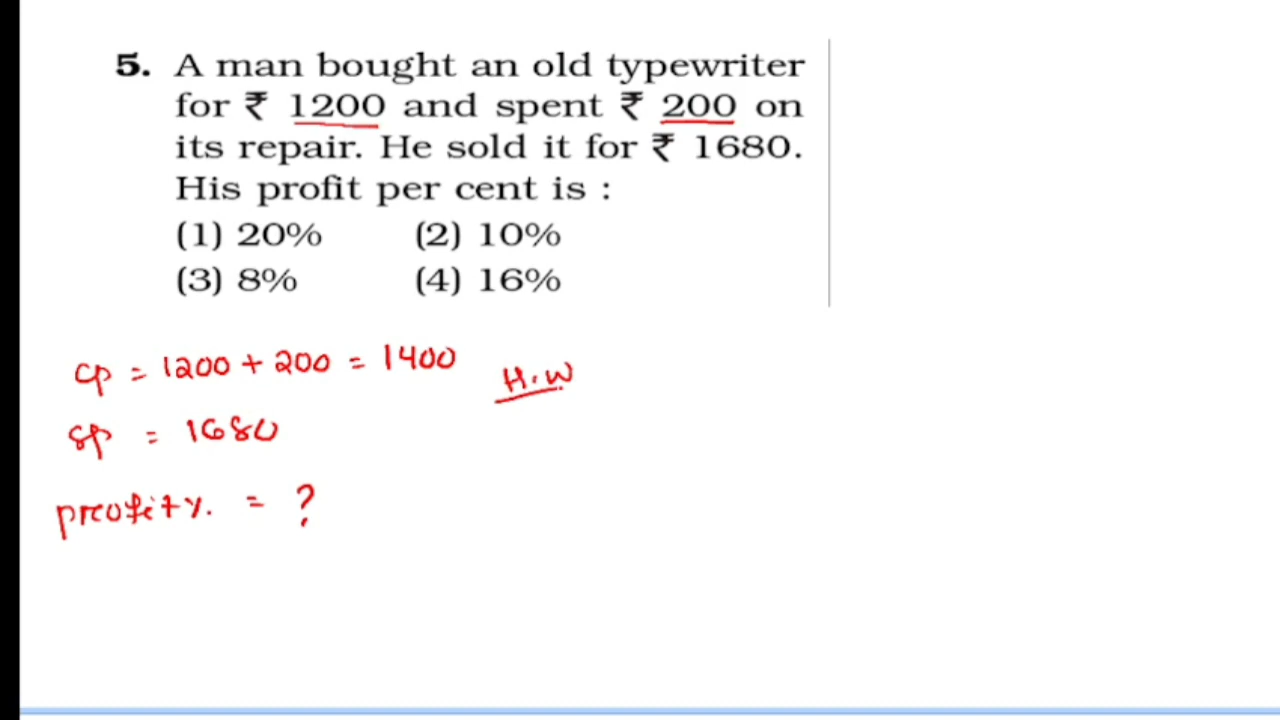 5. A man bought an old typewriter
for ₹ 1200 and spent ₹ 200 on
its repair. He sold it for ₹ 1680.
His profit per cent is :
(1) 20% (2) 10%
(3) 8% (4) 16%
CP = 1200 + 200 = 1400
H.W
SP = 1680
profit% = ?